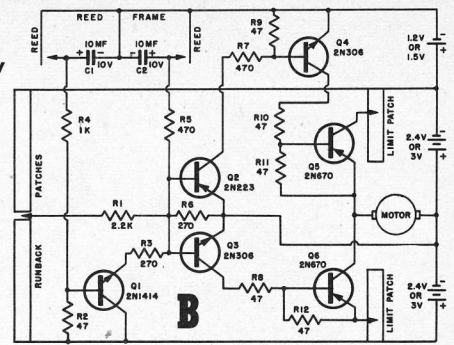 REED
REED
FRAME
REED
10MF
C1
10V
10MF
C2
10V
R9
47
R7
470
Q4
2N306
1.2V
OR
1.5V
R4
1K
R5
470
R10
47
R11
47
Q5
2N670
LIMIT PATCH
2.4V
OR
3V
PATCHES
Q2
2N223
R1
2.2K
R6
270
MOTOR
RUNBACK
R3
270
Q3
2N306
Q1
2N1414
R2
47
B
R8
47
Q6
2N670
R12
47
LIMIT PATCH
2.4V
OR
3V